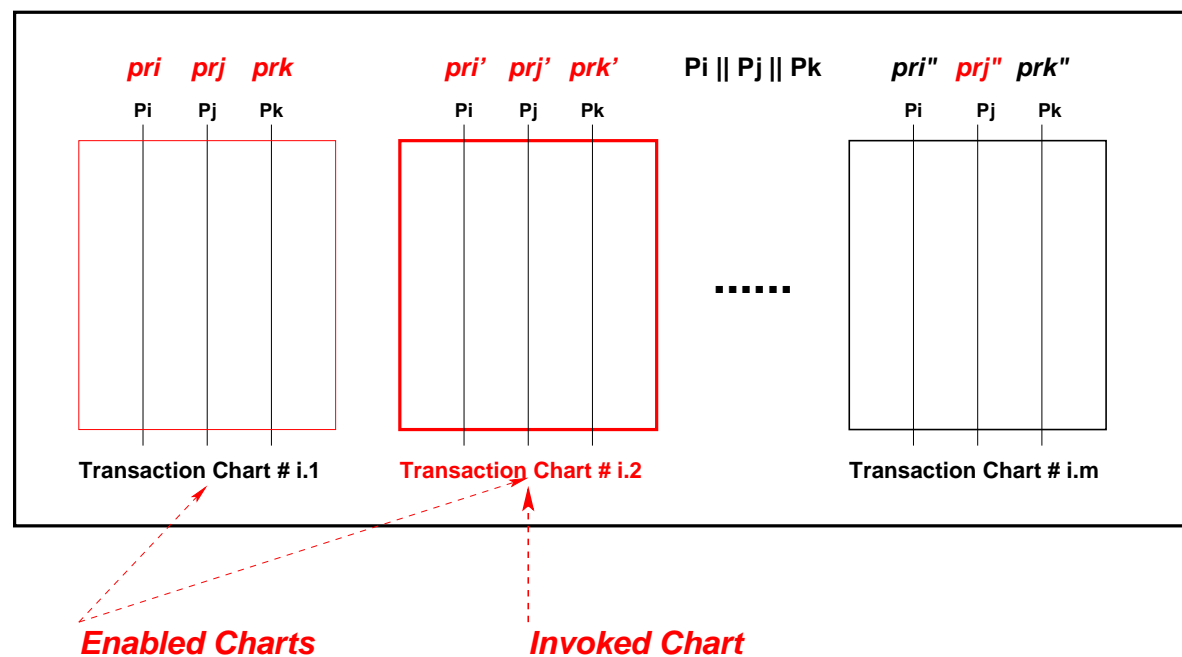 pri prj prk pri’ prj’ prk’ Pi || Pj || Pk pri" prj" prk"
Pi Pj Pk Pi Pj Pk Pi Pj Pk
......
Transaction Chart # i.1 Transaction Chart # i.2 Transaction Chart # i.m
Enabled Charts Invoked Chart